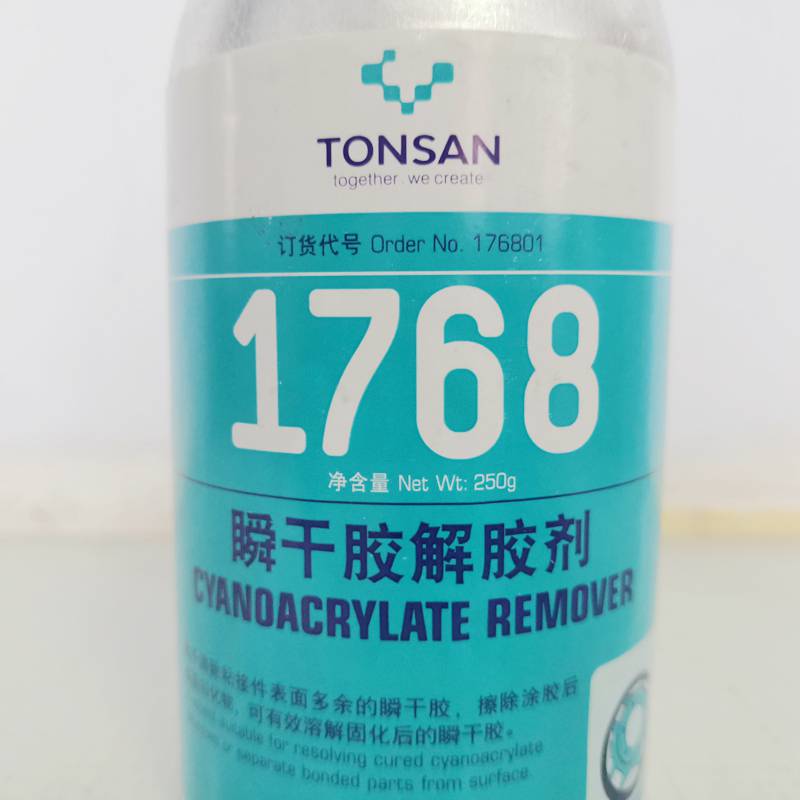 TONSAN
together we create
订货代号 Order No. 176801
1768
净含量 Net Wt: 250g
瞬干胶解胶剂
CYANOACRYLATE REMOVER
粘接件表面多余的瞬干胶，擦除涂胶后
可有效溶解固化后的瞬干胶。
suitable for resolving cured cyanoacrylate
or separate bonded parts from surface.